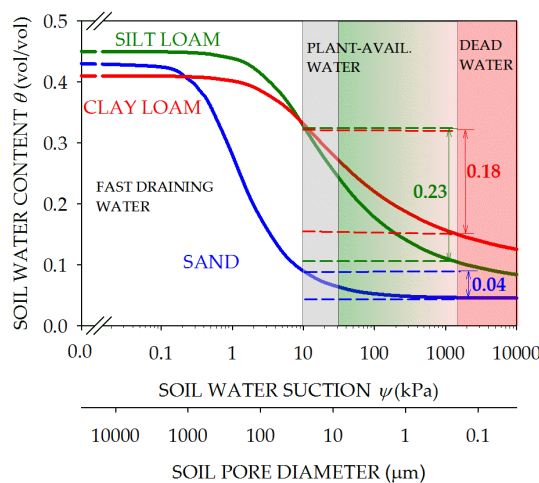 0.5
0.4
0.3
0.2
0.1
0.0
SOIL WATER CONTENT θ (vol/vol)
SILT LOAM
CLAY LOAM
FAST DRAINING
WATER
SAND
PLANT-AVAIL.
WATER
DEAD
WATER
0.23
0.18
0.04
0.0 0.1 1 10 100 1000 10000
SOIL WATER SUCTION ψ (kPa)
10000 1000 100 10 1 0.1
SOIL PORE DIAMETER (μm)